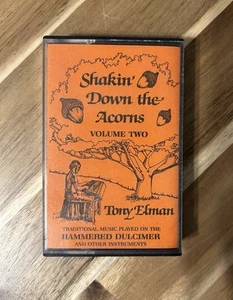 Shakin' 
Down the
Acorns
VOLUME TWO
Tony Elman
TRADITIONAL MUSIC PLAYED ON THE
HAMMERED DULCIMER
AND OTHER INSTRUMENTS